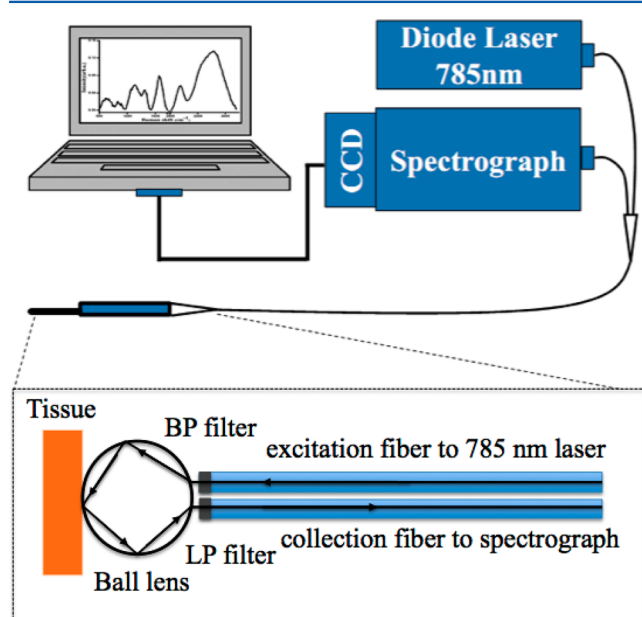 Diode Laser
785nm
CCD
Spectrograph
Tissue
BP filter
excitation fiber to 785 nm laser
collection fiber to spectrograph
LP filter
Ball lens